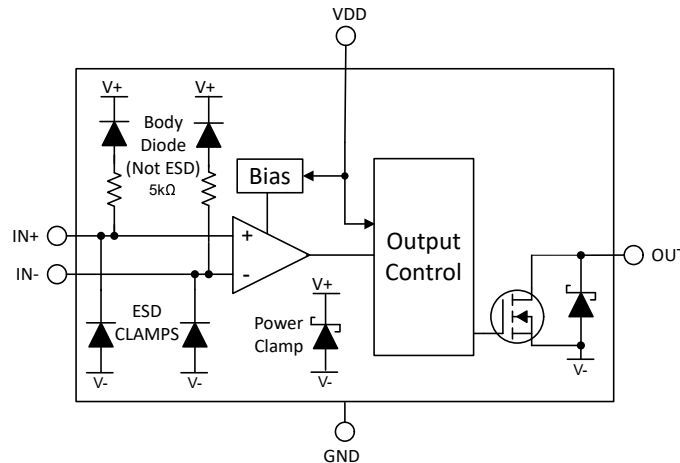 VDD
V+
V+
Body
Diode
(Not ESD)
5kΩ
Bias
IN+
+
IN-
-
Output
Control
OUT
ESD
CLAMPS
Power
Clamp
V+
V-
V-
V-
V-
GND